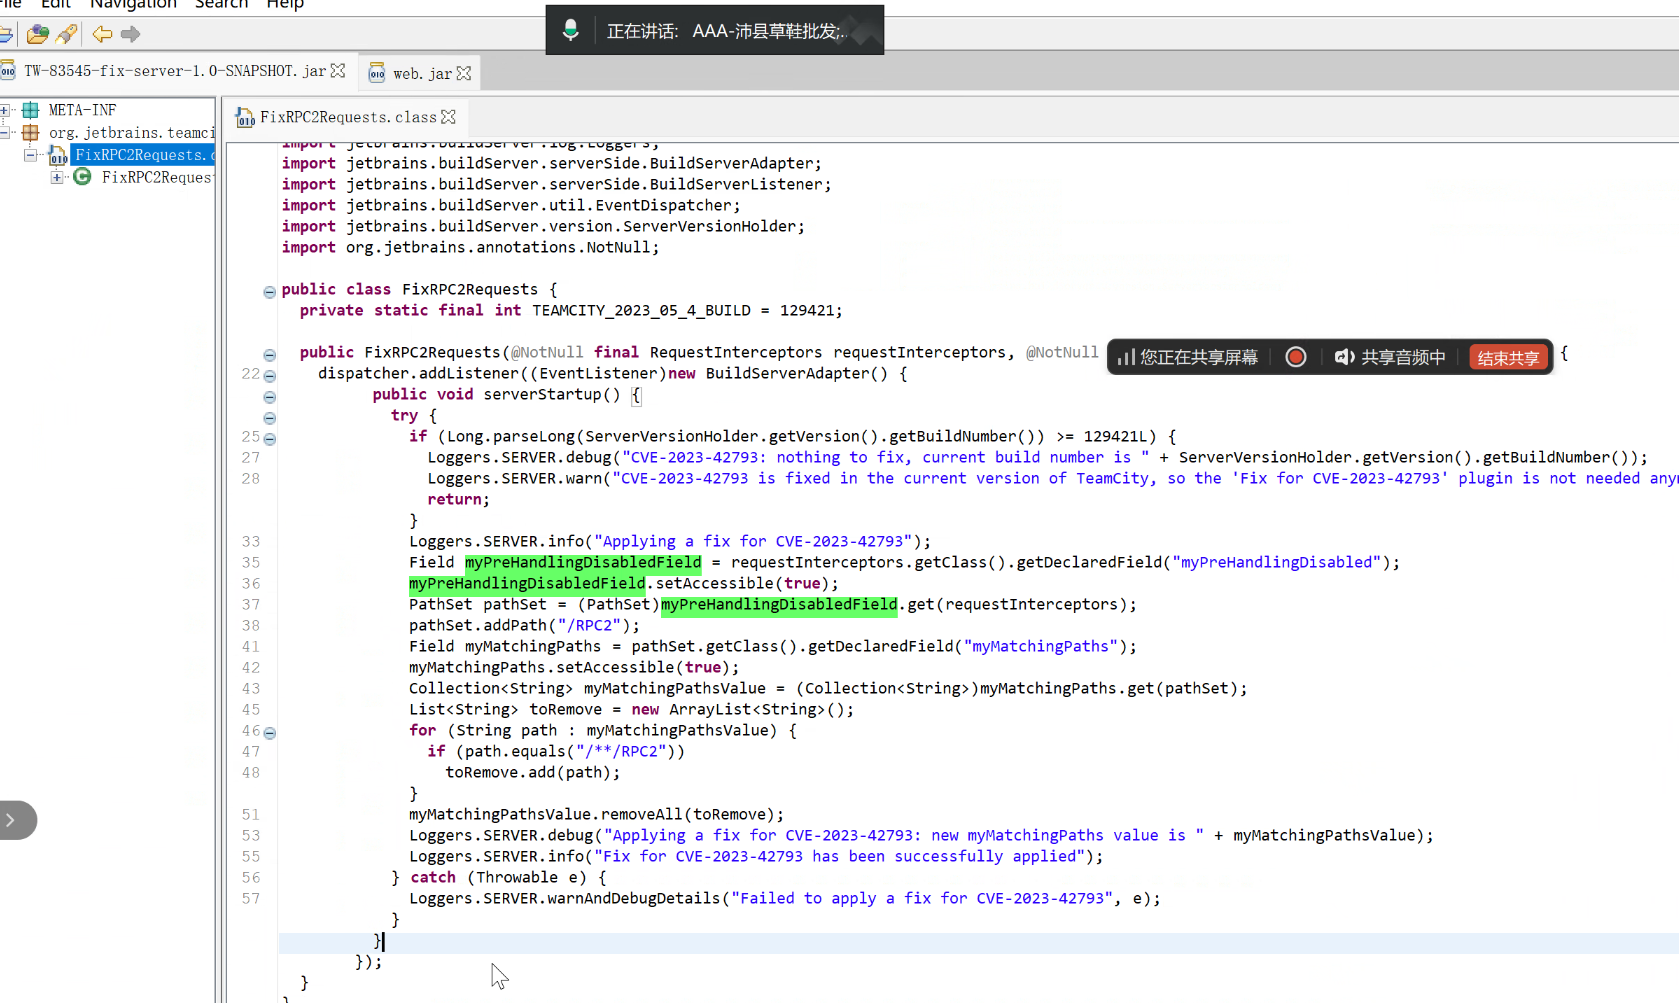 File Edit Navigation Search Help
正在讲话: AAA-沛县草鞋批发;...
TW-83545-fix-server-1.0-SNAPSHOT.jar
web.jar
META-INF
org.jetbrains.teamci
FixRPC2Requests.c
FixRPC2Reques
FixRPC2Requests.class
import jetbrains.buildServer.log.Loggers;
import jetbrains.buildServer.serverSide.BuildServerAdapter;
import jetbrains.buildServer.serverSide.BuildServerListener;
import jetbrains.buildServer.util.EventDispatcher;
import jetbrains.buildServer.version.ServerVersionHolder;
import org.jetbrains.annotations.NotNull;
public class FixRPC2Requests {
private static final int TEAMCITY_2023_05_4_BUILD = 129421;
public FixRPC2Requests(@NotNull final RequestInterceptors requestInterceptors, @NotNull {
您正在共享屏幕 共享音频中 结束共享
22 dispatcher.addListener((EventListener)new BuildServerAdapter() {
public void serverStartup() {
try {
25 if (Long.parseLong(ServerVersionHolder.getVersion().getBuildNumber()) >= 129421L) {
27 Loggers.SERVER.debug("CVE-2023-42793: nothing to fix, current build number is " + ServerVersionHolder.getVersion().getBuildNumber());
28 Loggers.SERVER.warn("CVE-2023-42793 is fixed in the current version of TeamCity, so the 'Fix for CVE-2023-42793' plugin is not needed any
return;
}
33 Loggers.SERVER.info("Applying a fix for CVE-2023-42793");
35 Field myPreHandlingDisabledField = requestInterceptors.getClass().getDeclaredField("myPreHandlingDisabled");
36 myPreHandlingDisabledField.setAccessible(true);
37 PathSet pathSet = (PathSet)myPreHandlingDisabledField.get(requestInterceptors);
38 pathSet.addPath("/RPC2");
41 Field myMatchingPaths = pathSet.getClass().getDeclaredField("myMatchingPaths");
42 myMatchingPaths.setAccessible(true);
43 Collection<String> myMatchingPathsValue = (Collection<String>)myMatchingPaths.get(pathSet);
45 List<String> toRemove = new ArrayList<String>();
46 for (String path : myMatchingPathsValue) {
47 if (path.equals("/**/RPC2"))
48 toRemove.add(path);
}
51 myMatchingPathsValue.removeAll(toRemove);
53 Loggers.SERVER.debug("Applying a fix for CVE-2023-42793: new myMatchingPaths value is " + myMatchingPathsValue);
55 Loggers.SERVER.info("Fix for CVE-2023-42793 has been successfully applied");
56 } catch (Throwable e) {
57 Loggers.SERVER.warnAndDebugDetails("Failed to apply a fix for CVE-2023-42793", e);
}
}
});
}
}